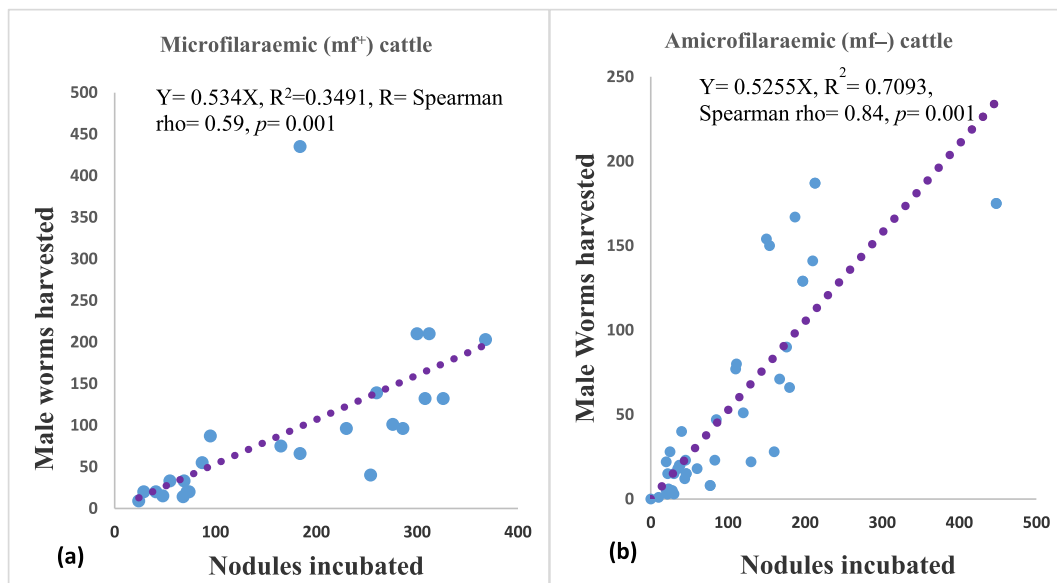 Microfilaraemic (mf⁺) cattle
Y= 0.534X, R²=0.3491, R= Spearman
rho= 0.59, p= 0.001
Male worms harvested
500
450
400
350
300
250
200
150
100
50
0
0 100 200 300 400
Nodules incubated
(a)
Amicrofilaraemic (mf–) cattle
Y= 0.5255X, R² = 0.7093,
Spearman rho= 0.84, p= 0.001
Male Worms harvested
250
200
150
100
50
0
0 100 200 300 400 500
Nodules incubated
(b)